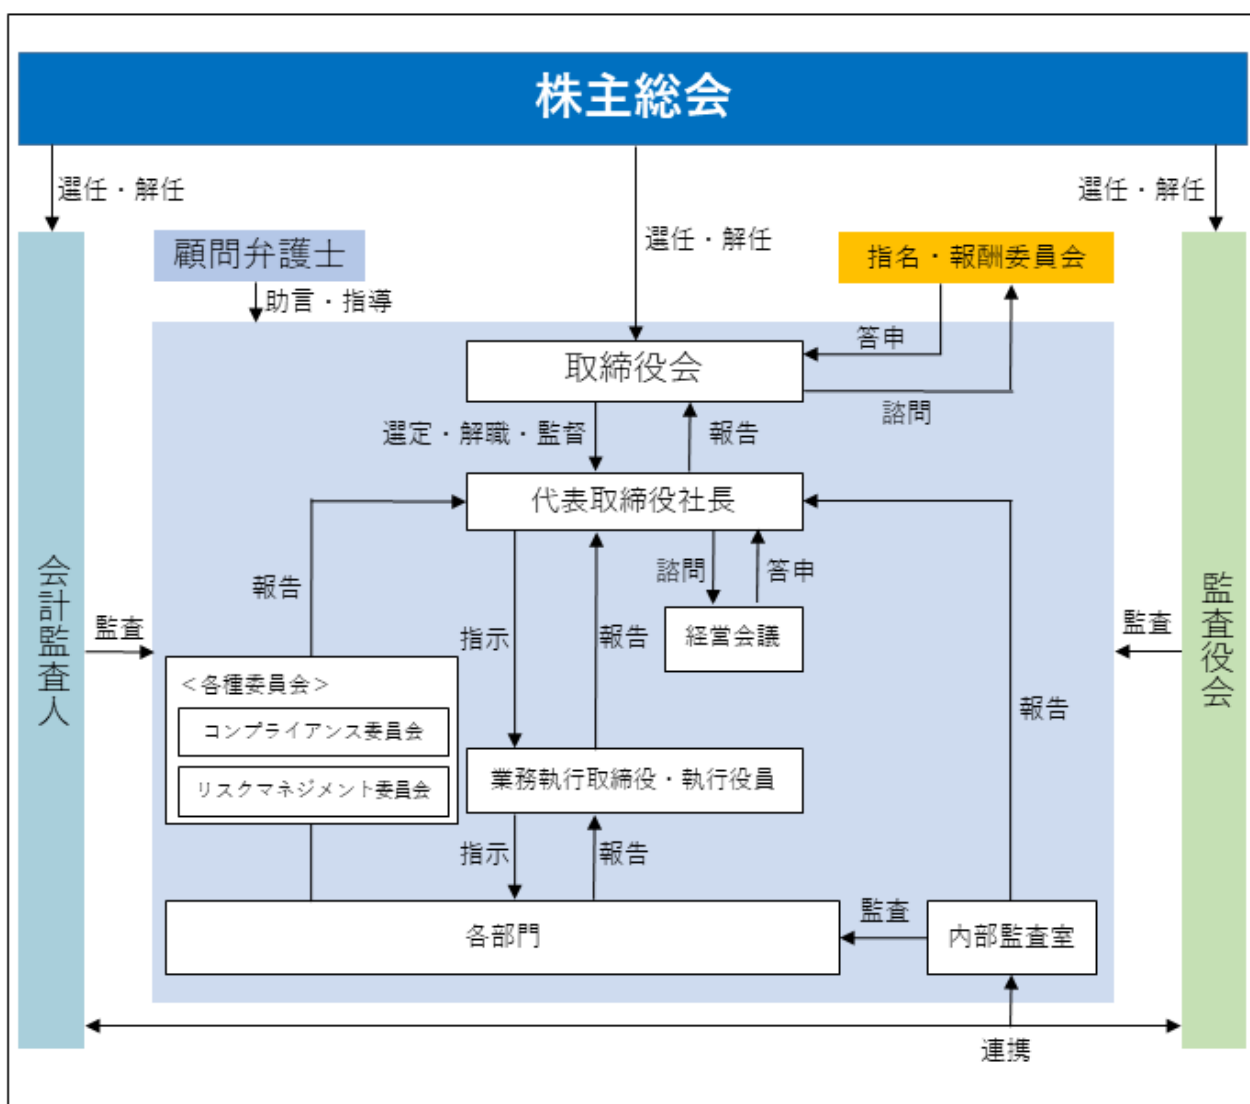 株主総会
選任・解任
選任・解任
選任・解任
顧問弁護士
指名・報酬委員会
助言・指導
答申
取締役会
諮問
選定・解職・監督
報告
代表取締役社長
会計監査人
監査役会
報告
諮問
答申
監査
指示
報告
経営会議
監査
＜各種委員会＞
コンプライアンス委員会
リスクマネジメント委員会
報告
業務執行取締役・執行役員
指示
報告
各部門
監査
内部監査室
連携